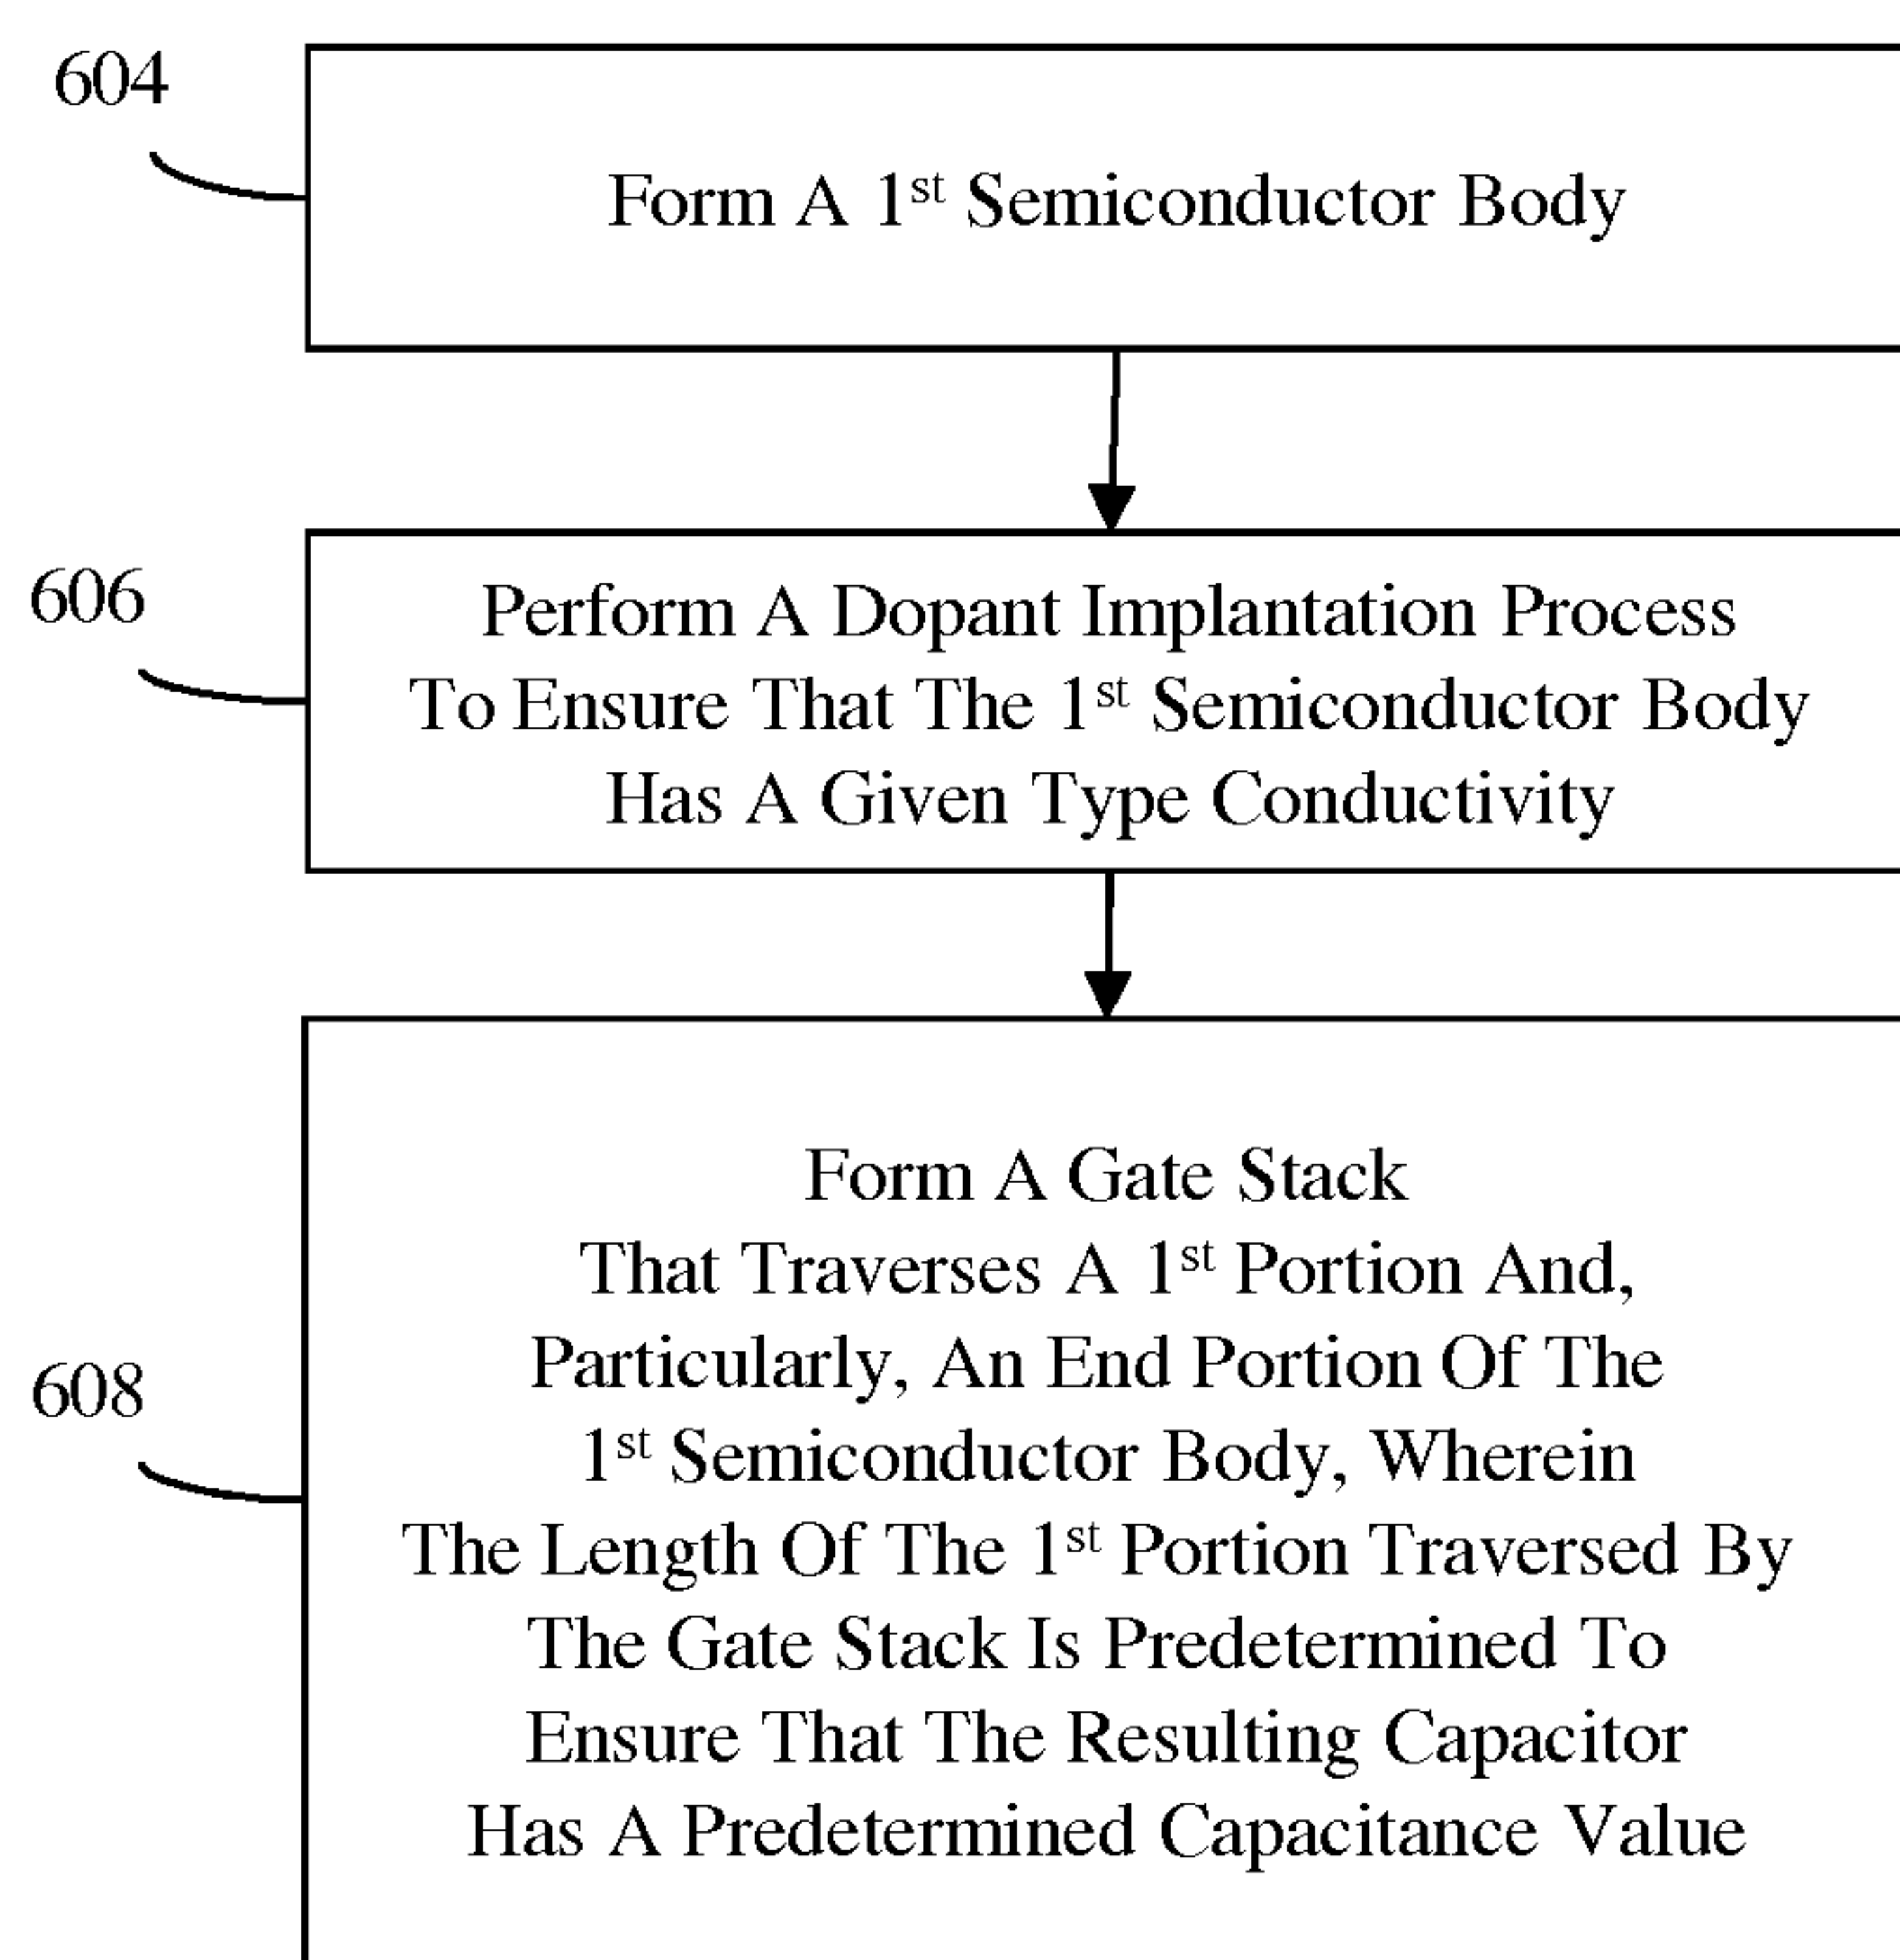 604
Form A 1st Semiconductor Body
606
Perform A Dopant Implantation Process
To Ensure That The 1st Semiconductor Body
Has A Given Type Conductivity
608
Form A Gate Stack
That Traverses A 1st Portion And,
Particularly, An End Portion Of The
1st Semiconductor Body, Wherein
The Length Of The 1st Portion Traversed By
The Gate Stack Is Predetermined To
Ensure That The Resulting Capacitor
Has A Predetermined Capacitance Value